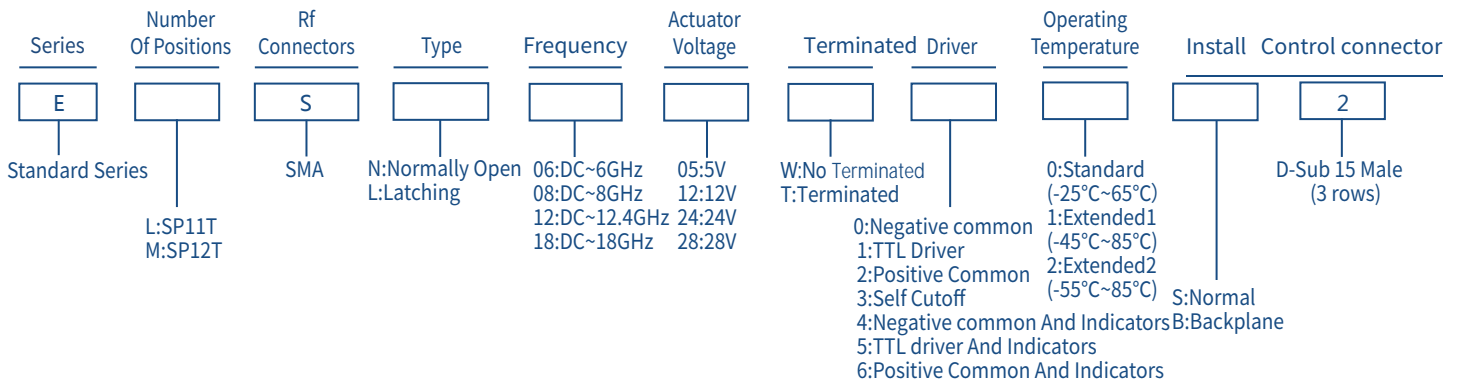 Number
Of Positions
Rf
Connectors
Actuator
Voltage
Operating
Temperature
Series
Type
Frequency
Terminated
Driver
Install
Control connector
E
S
2
Standard Series
L:SP11T
M:SP12T
SMA
N:Normally Open
L:Latching
06:DC~6GHz
08:DC~8GHz
12:DC~12.4GHz
18:DC~18GHz
05:5V
12:12V
24:24V
28:28V
W:No Terminated
T:Terminated
0:Negative common
1:TTL Driver
2:Positive Common
3:Self Cutoff
4:Negative common And Indicators
5:TTL driver And Indicators
6:Positive Common And Indicators
0:Standard
(-25°C~65°C)
1:Extended1
(-45°C~85°C)
2:Extended2
(-55°C~85°C)
S:Normal
B:Backplane
D-Sub 15 Male
(3 rows)